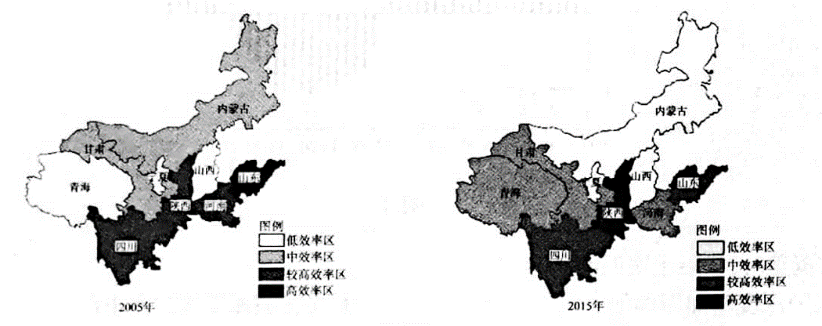 内蒙古
甘肃
青海
夏
山西
山东
陕西
河南
四川
图例
低效率区
中效率区
较高效率区
高效率区
2005年
内蒙古
甘肃
青海
夏
山西
山东
陕西
河南
四川
图例
低效率区
中效率区
较高效率区
高效率区
2015年